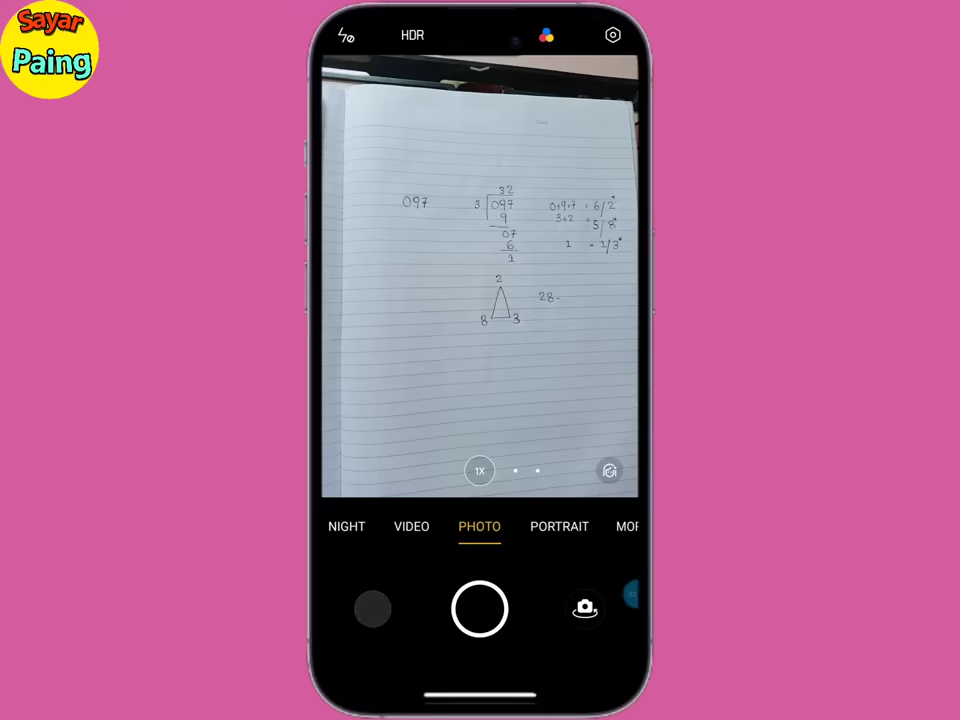 Sayar
Paing
HDR
097
32
3 097
9
07
6
1
0+9+7 = 6/2*
3+2 = 5/8*
1 = 1/3*
2
8 3
28-
1X
NIGHT VIDEO PHOTO PORTRAIT MOR